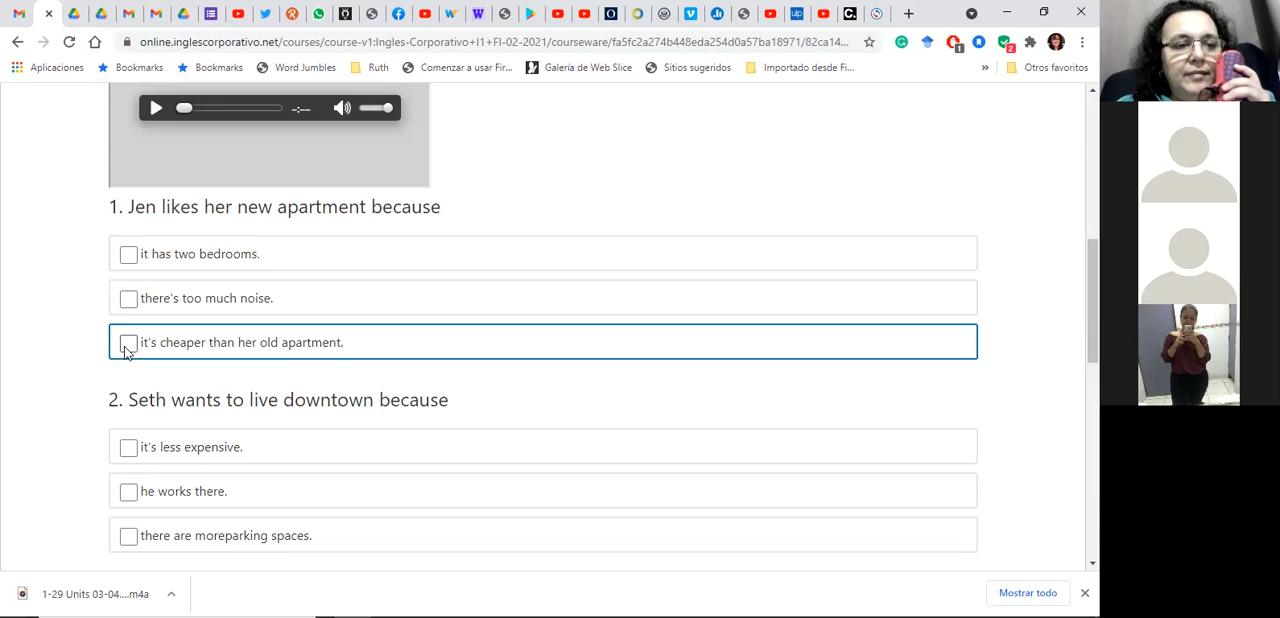 online.inglescorporativo.net/courses/course-v1:Ingles-Corporativo+I1+FI-02-2021/courseware/fa5fc2a274b448eda254d0a57ba18971/82ca14...
1
2
Aplicaciones
Bookmarks
Bookmarks
Word Jumbles
Ruth
Comenzar a usar Fir...
Galería de Web Slice
Sitios sugeridos
Importado desde Fi...
»
Otros favoritos
--:--
1. Jen likes her new apartment because
it has two bedrooms.
there's too much noise.
it's cheaper than her old apartment.
2. Seth wants to live downtown because
it's less expensive.
he works there.
there are moreparking spaces.
1-29 Units 03-04....m4a
Mostrar todo